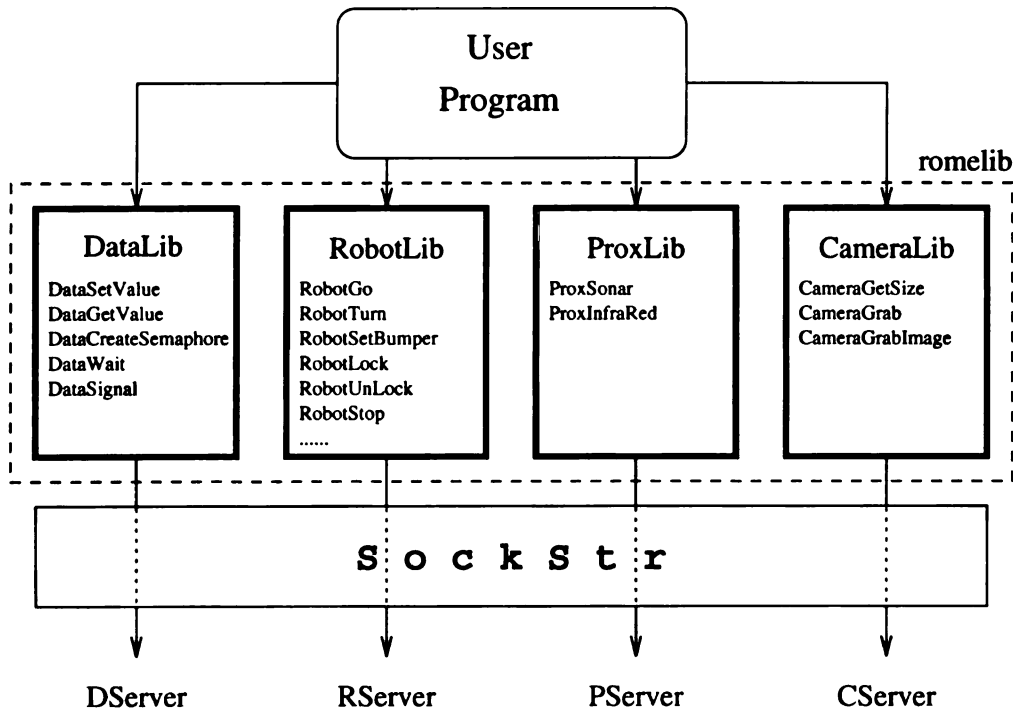 User
Program
romelib
DataLib
DataSetValue
DataGetValue
DataCreateSemaphore
DataWait
DataSignal
RobotLib
RobotGo
RobotTurn
RobotSetBumper
RobotLock
RobotUnLock
RobotStop
......
ProxLib
ProxSonar
ProxInfraRed
CameraLib
CameraGetSize
CameraGrab
CameraGrabImage
SockStr
DServer
RServer
PServer
CServer